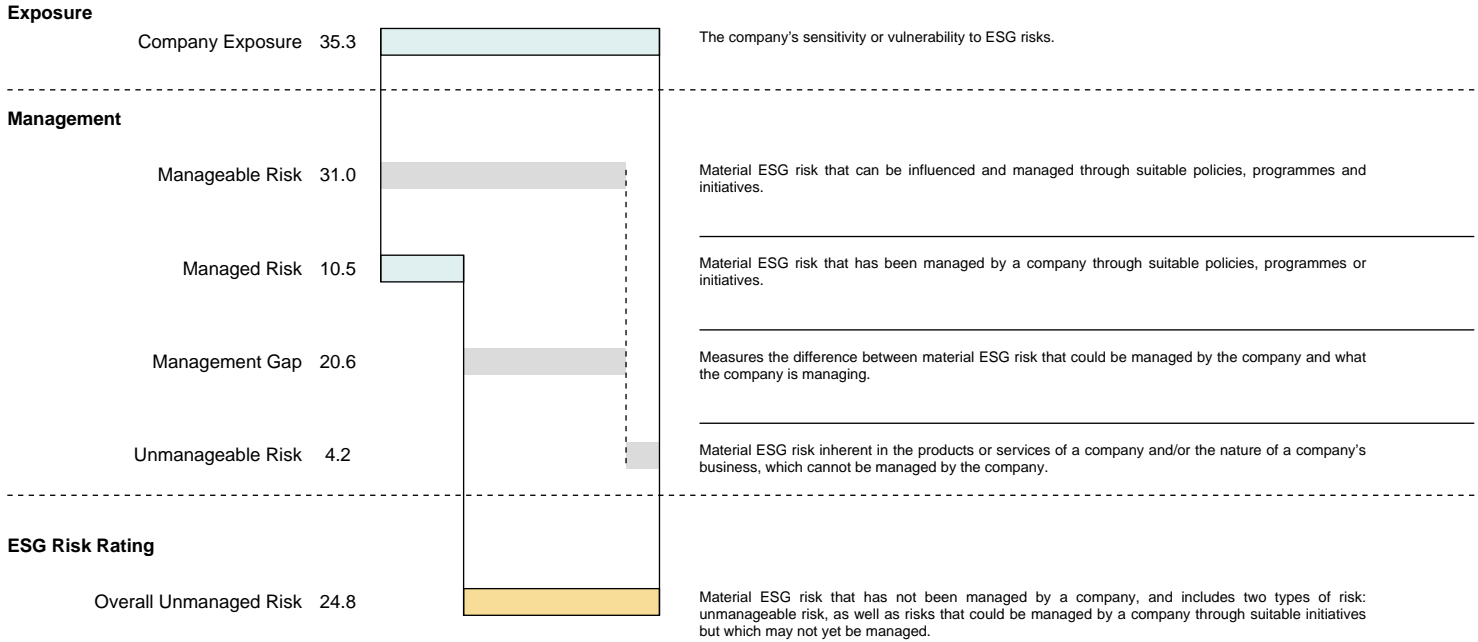 Exposure
Company Exposure 35.3
The company’s sensitivity or vulnerability to ESG risks.
Management
Manageable Risk 31.0
Material ESG risk that can be influenced and managed through suitable policies, programmes and
initiatives.
Managed Risk 10.5
Material ESG risk that has been managed by a company through suitable policies, programmes or
initiatives.
Management Gap 20.6
Measures the difference between material ESG risk that could be managed by the company and what
the company is managing.
Unmanageable Risk 4.2
Material ESG risk inherent in the products or services of a company and/or the nature of a company’s
business, which cannot be managed by the company.
ESG Risk Rating
Overall Unmanaged Risk 24.8
Material ESG risk that has not been managed by a company, and includes two types of risk:
unmanageable risk, as well as risks that could be managed by a company through suitable initiatives
but which may not yet be managed.